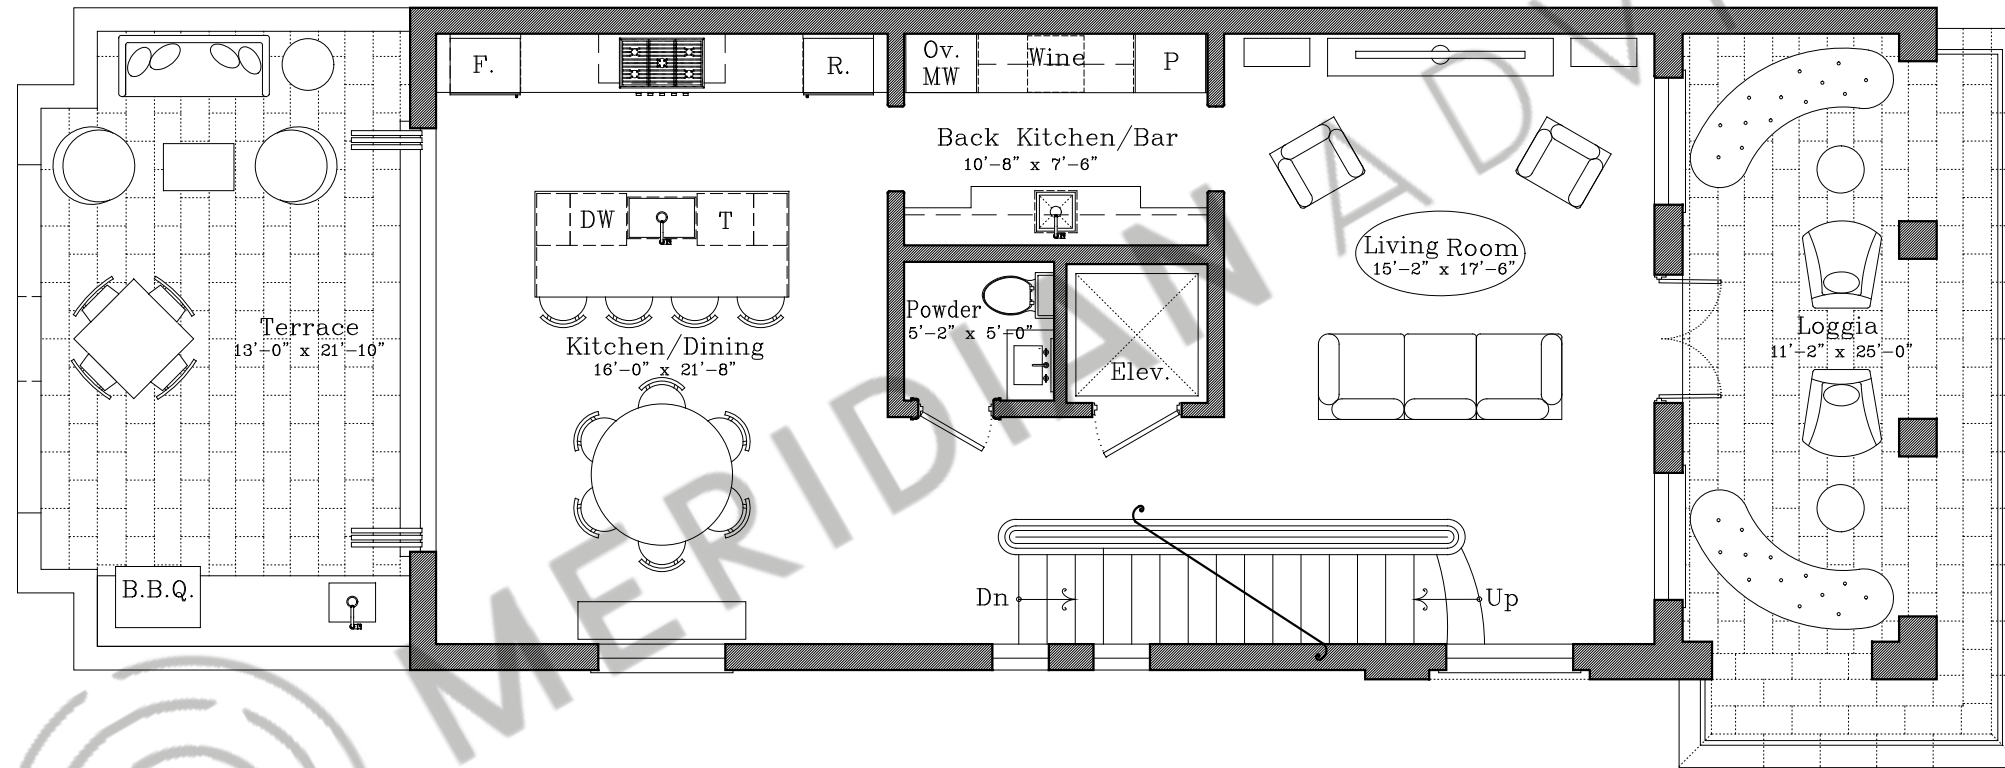 F.
R.
Ov.
MW
Wine
P
Back Kitchen/Bar
10'-8" x 7'-6"
DW
T
Living Room
15'-2" x 17'-6"
Powder
5'-2" x 5'-0"
Elev.
Terrace
13'-0" x 21'-10"
Kitchen/Dining
16'-0" x 21'-8"
Loggia
11'-2" x 25'-0"
B.B.Q.
Dn
Up
MERIDIAN ADV